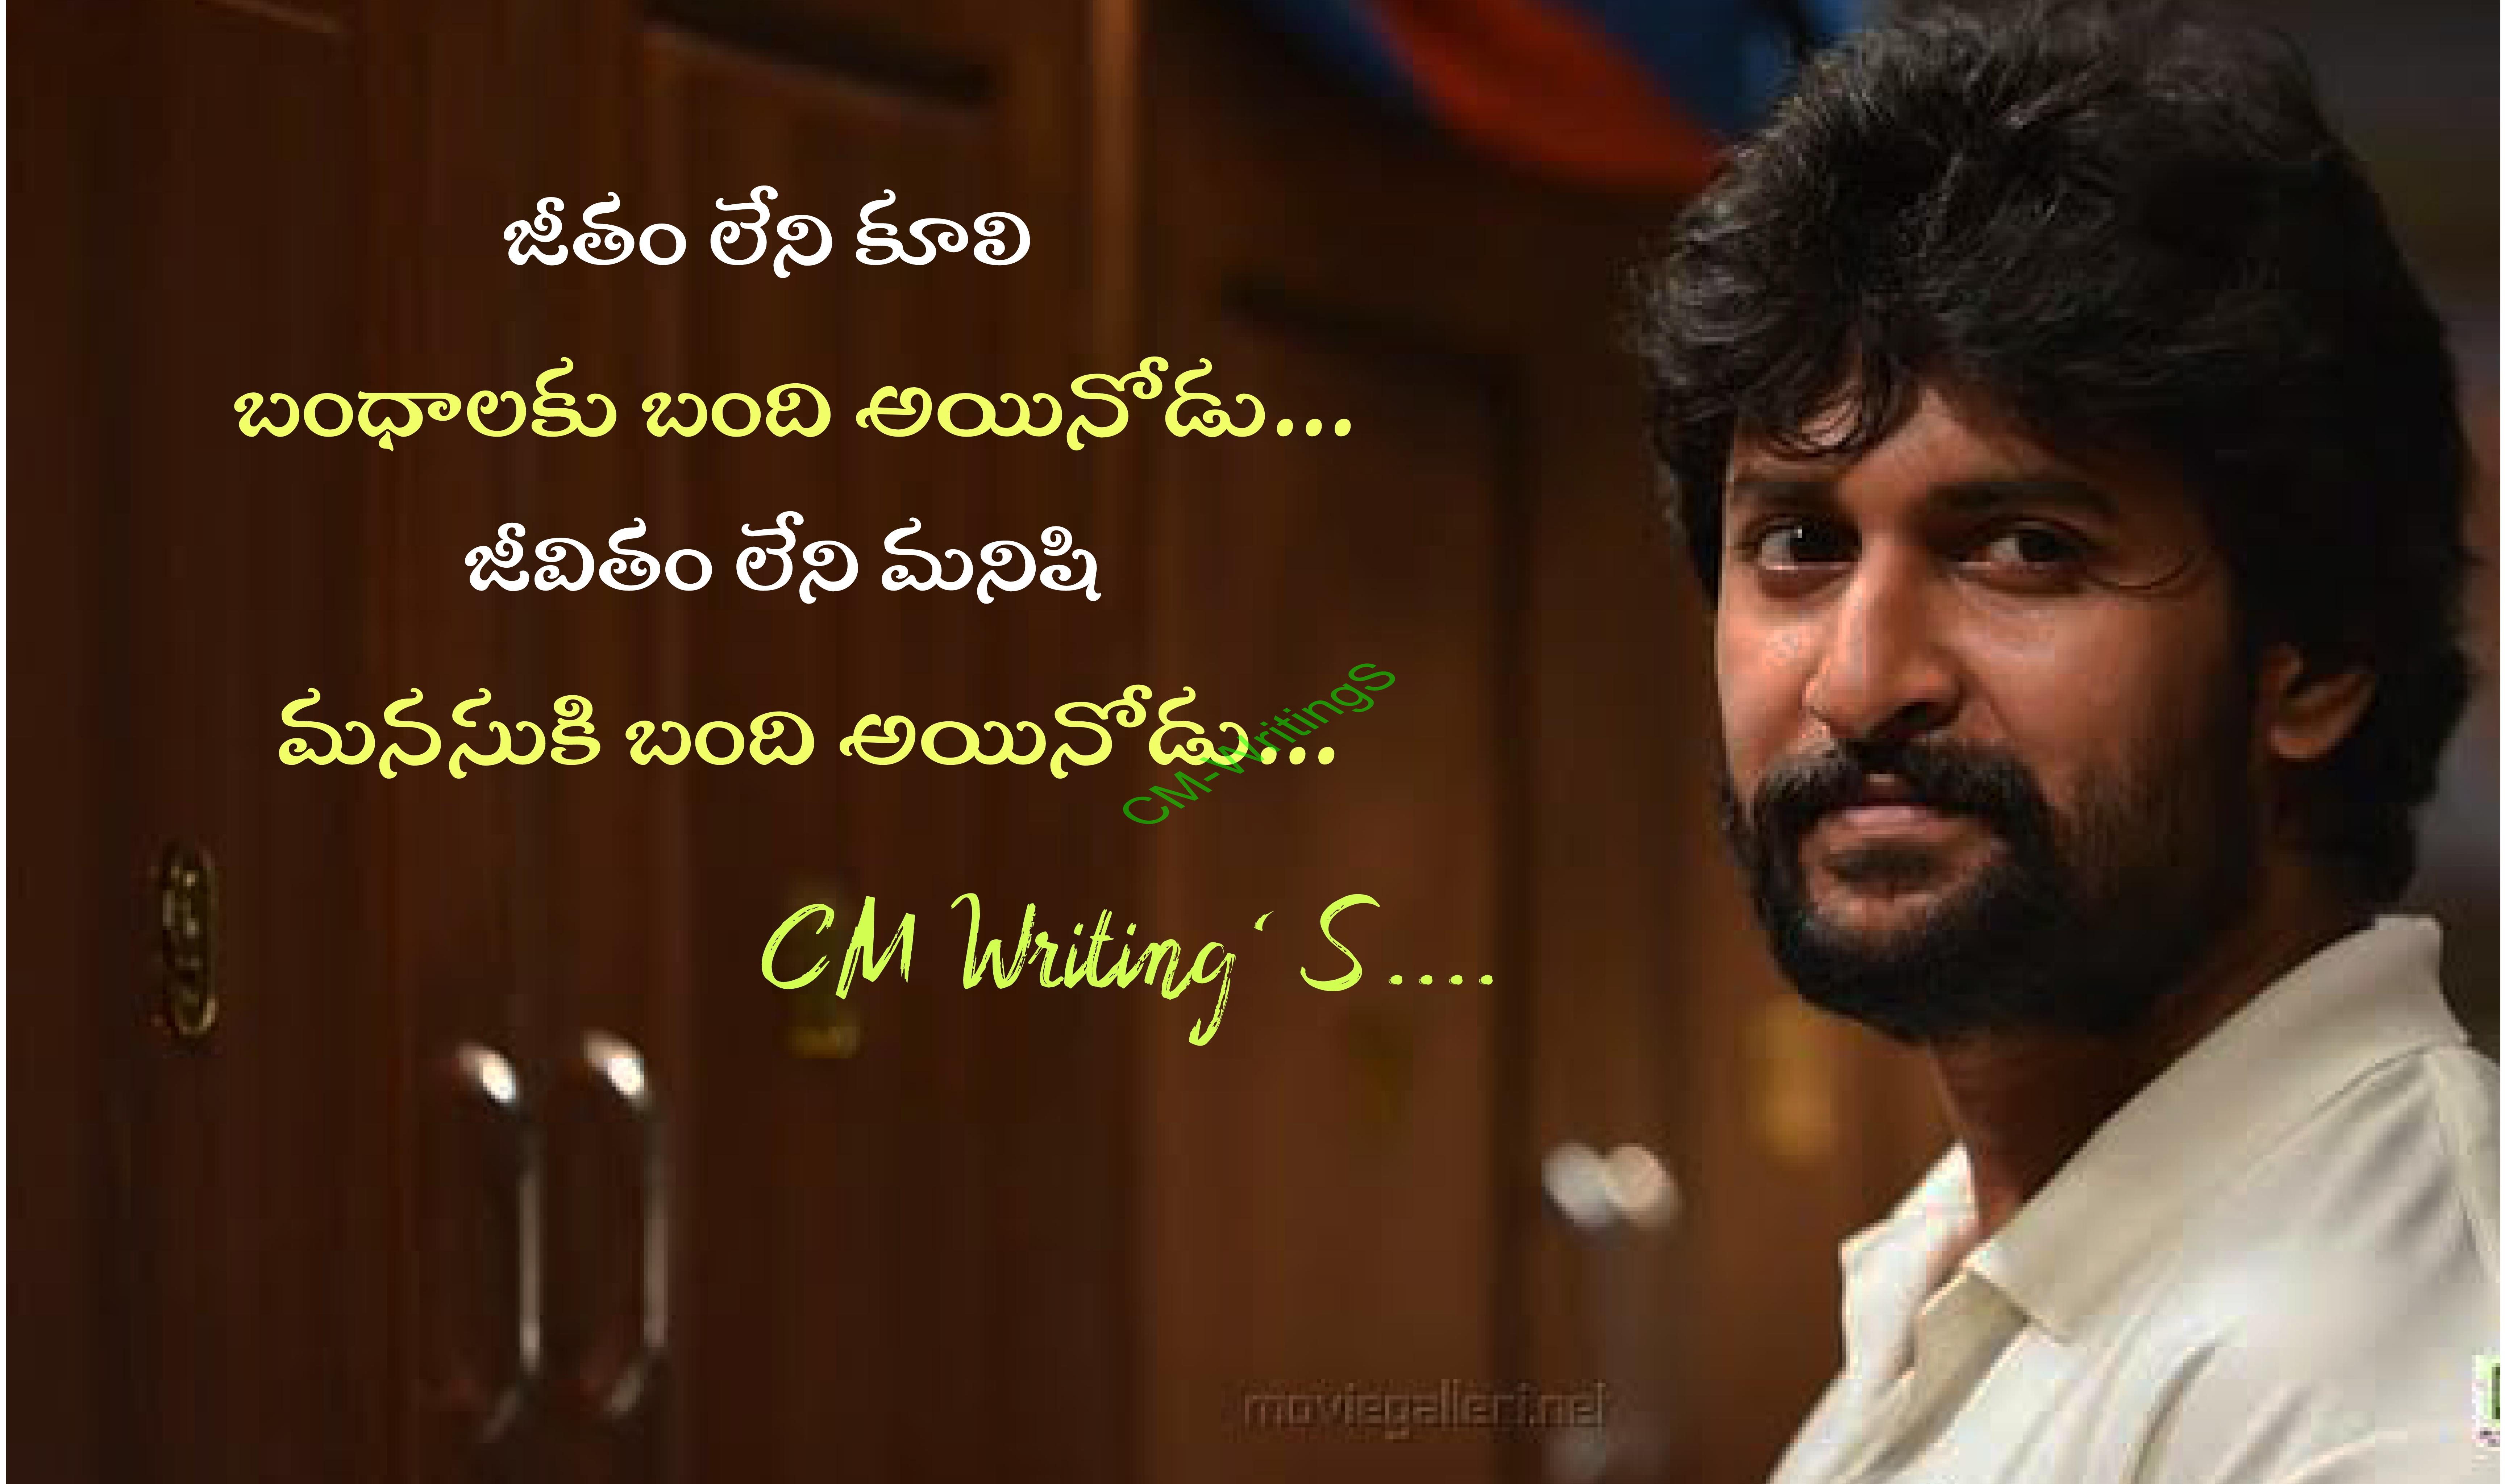 జీతం లేని కూలి
బంధాలకు బంది అయినోడు...
జీవితం లేని మనిషి
మనసుకి బంది అయినోడు...
CM-WritingS
CM Writing‘S....
moviegalleri.net